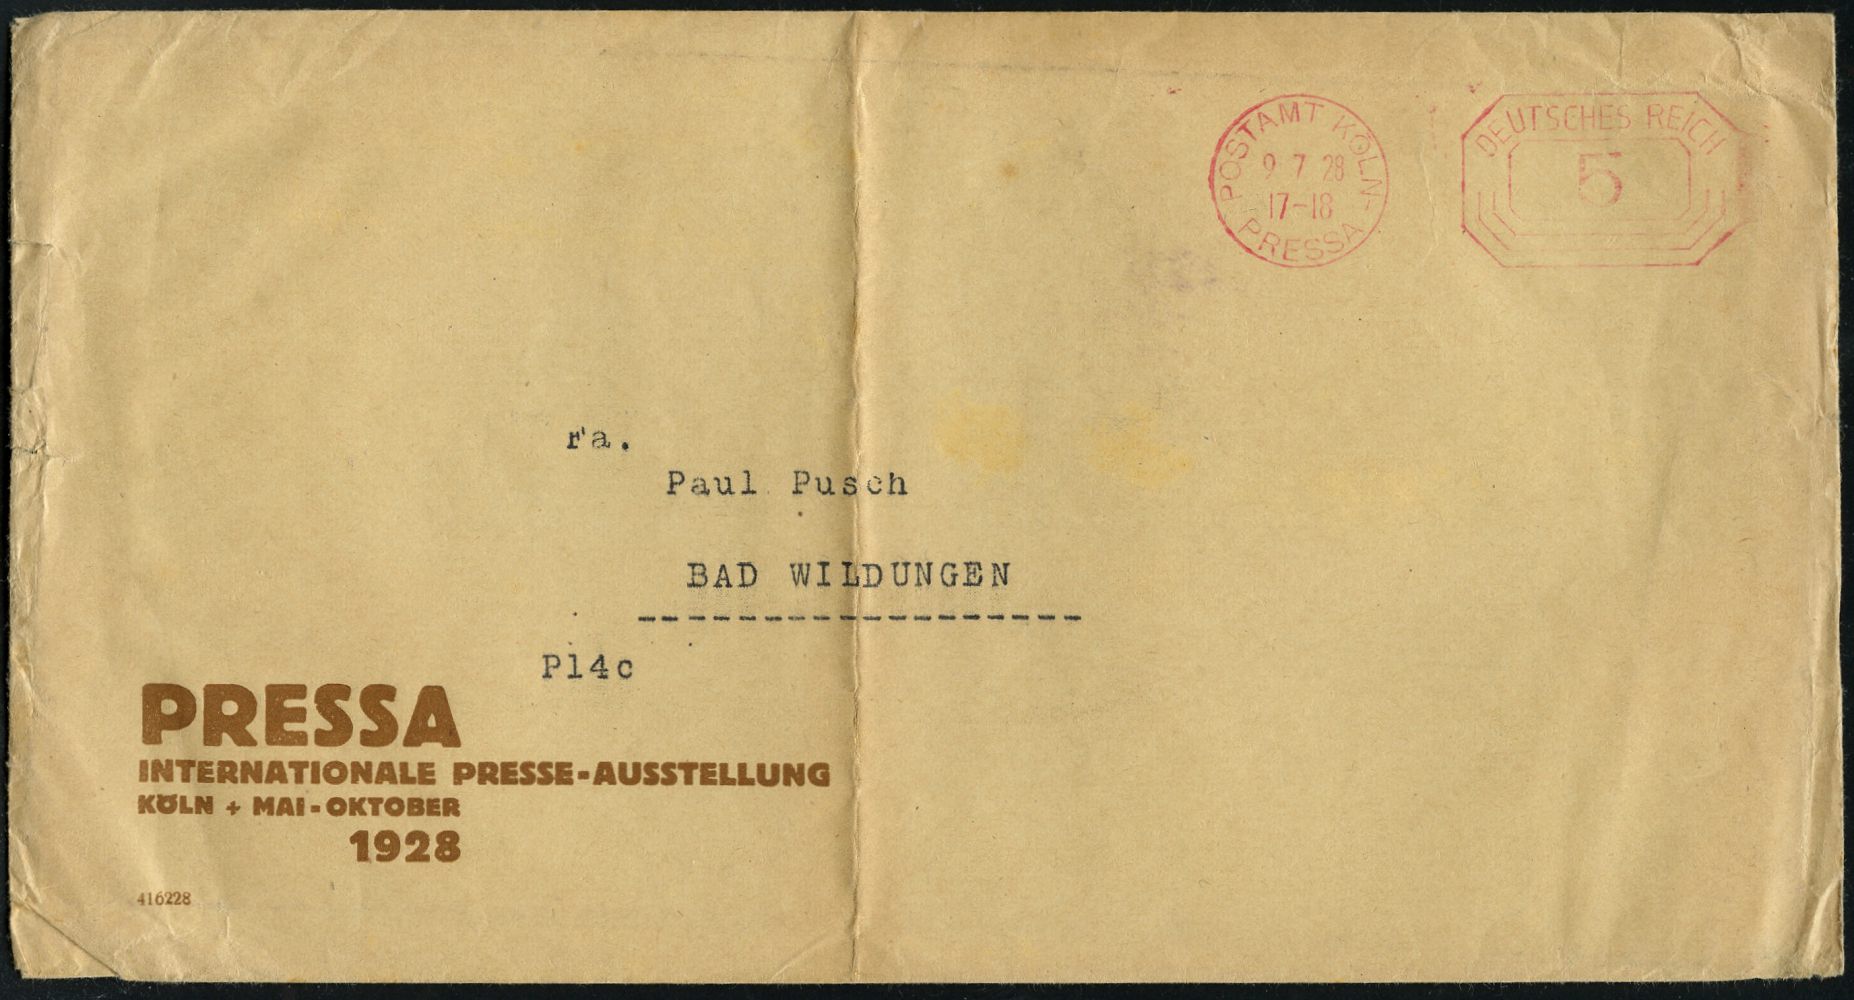 POSTAMT KÖLN-
9 7 28
17-18
PRESSA
DEUTSCHES REICH
5
ra.
Paul Pusch
BAD WILDUNGEN
P14c
PRESSA
INTERNATIONALE PRESSE-AUSSTELLUNG
KÖLN + MAI-OKTOBER
1928
416228